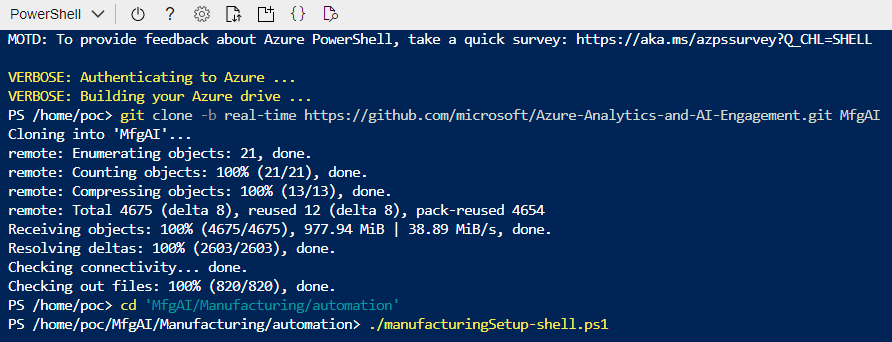 PowerShell
MOTD: To provide feedback about Azure PowerShell, take a quick survey: https://aka.ms/azpssurvey?Q_CHL=SHELL
VERBOSE: Authenticating to Azure ...
VERBOSE: Building your Azure drive ...
PS /home/poc> git clone -b real-time https://github.com/microsoft/Azure-Analytics-and-AI-Engagement.git MfgAI
Cloning into 'MfgAI'...
remote: Enumerating objects: 21, done.
remote: Counting objects: 100% (21/21), done.
remote: Compressing objects: 100% (13/13), done.
remote: Total 4675 (delta 8), reused 12 (delta 8), pack-reused 4654
Receiving objects: 100% (4675/4675), 977.94 MiB | 38.89 MiB/s, done.
Resolving deltas: 100% (2603/2603), done.
Checking connectivity... done.
Checking out files: 100% (820/820), done.
PS /home/poc> cd 'MfgAI/Manufacturing/automation'
PS /home/poc/MfgAI/Manufacturing/automation> ./manufacturingSetup-shell.ps1